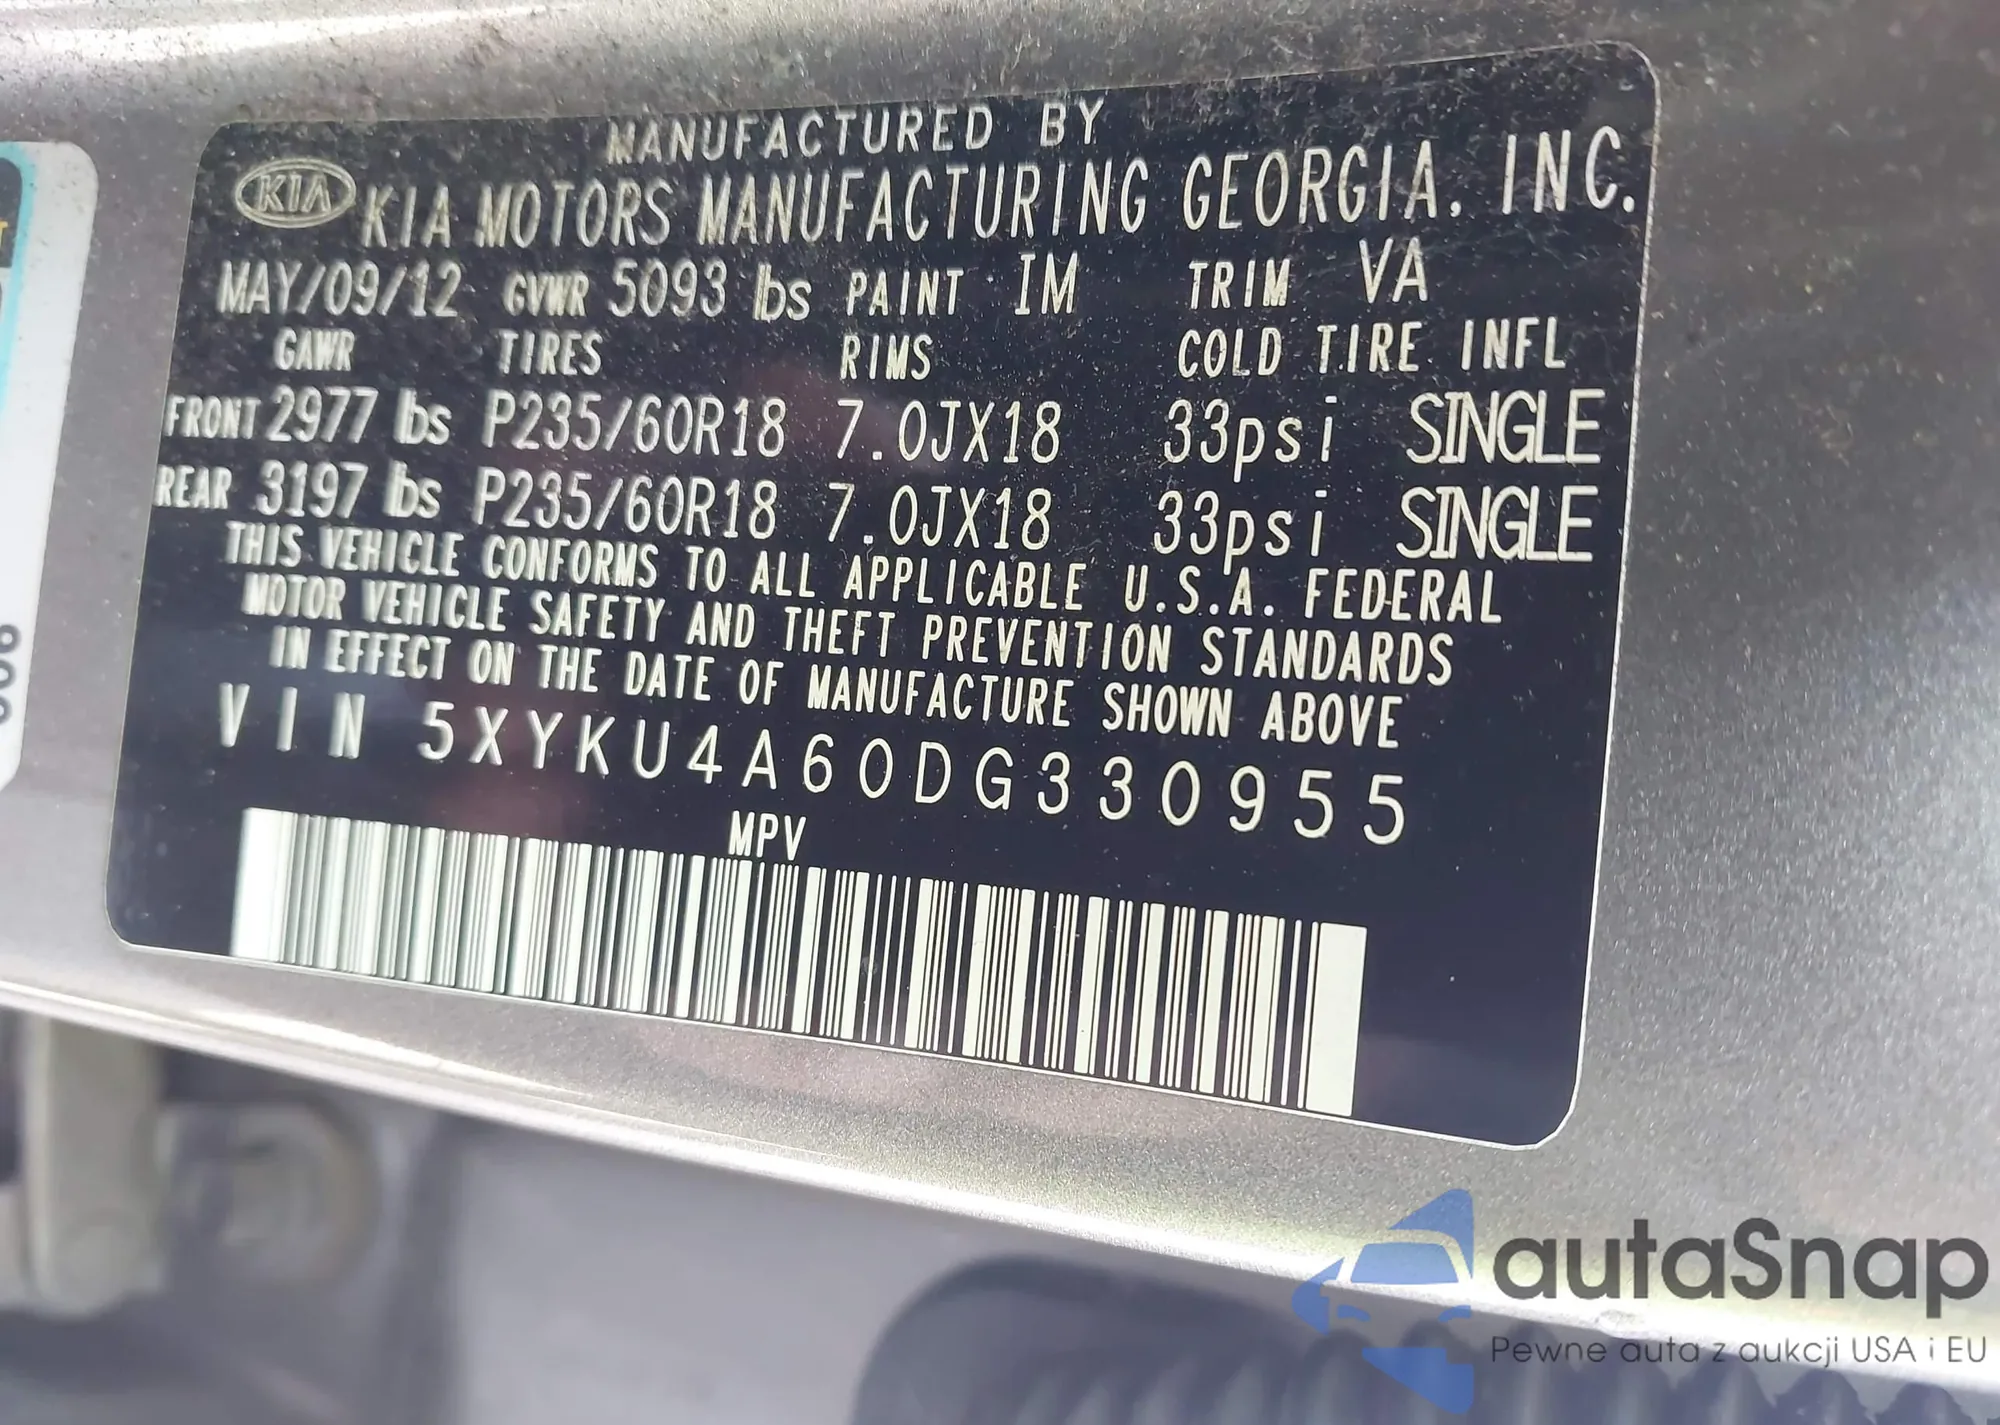 MANUFACTURED BY
KIA KIA MOTORS MANUFACTURING GEORGIA, INC.
MAY/09/12 GVWR 5093 lbs PAINT IM TRIM VA
GAWR TIRES RIMS COLD TIRE INFL
FRONT 2977 lbs P235/60R18 7.0JX18 33psi SINGLE
REAR 3197 lbs P235/60R18 7.0JX18 33psi SINGLE
THIS VEHICLE CONFORMS TO ALL APPLICABLE U.S.A. FEDERAL
MOTOR VEHICLE SAFETY AND THEFT PREVENTION STANDARDS
IN EFFECT ON THE DATE OF MANUFACTURE SHOWN ABOVE
VIN 5XYKU4A60DG330955
MPV
autaSnap
Pewne auta z aukcji USA i EU